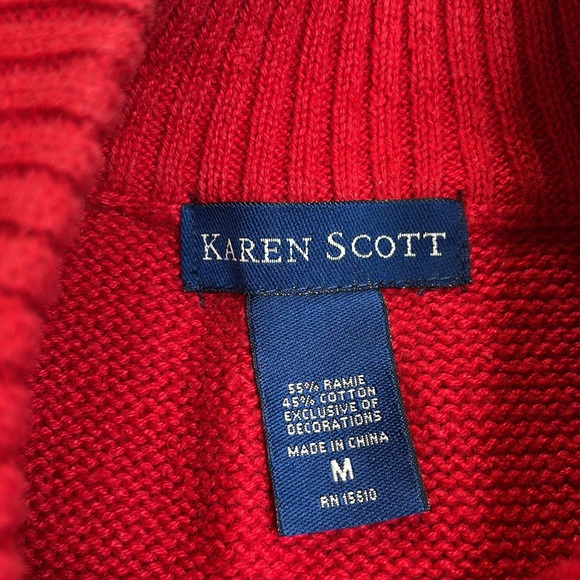 KAREN SCOTT
55% RAMIE
45% COTTON
EXCLUSIVE OF
DECORATIONS
MADE IN CHINA
M
RN 15610